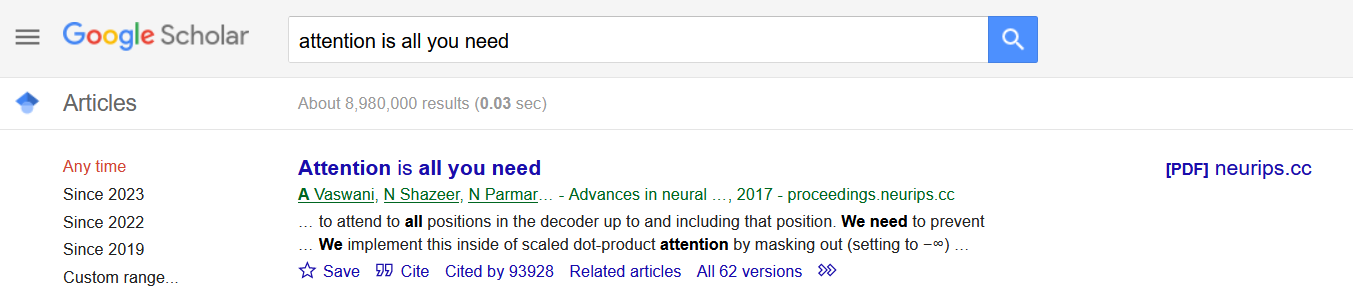 Google Scholar
attention is all you need
Articles
About 8,980,000 results (0.03 sec)
Any time
Since 2023
Since 2022
Since 2019
Custom range...
Attention is all you need
[PDF] neurips.cc
A Vaswani, N Shazeer, N Parmar… - Advances in neural …, 2017 - proceedings.neurips.cc
… to attend to all positions in the decoder up to and including that position. We need to prevent
… We implement this inside of scaled dot-product attention by masking out (setting to −∞) …
Save Cite Cited by 93928 Related articles All 62 versions